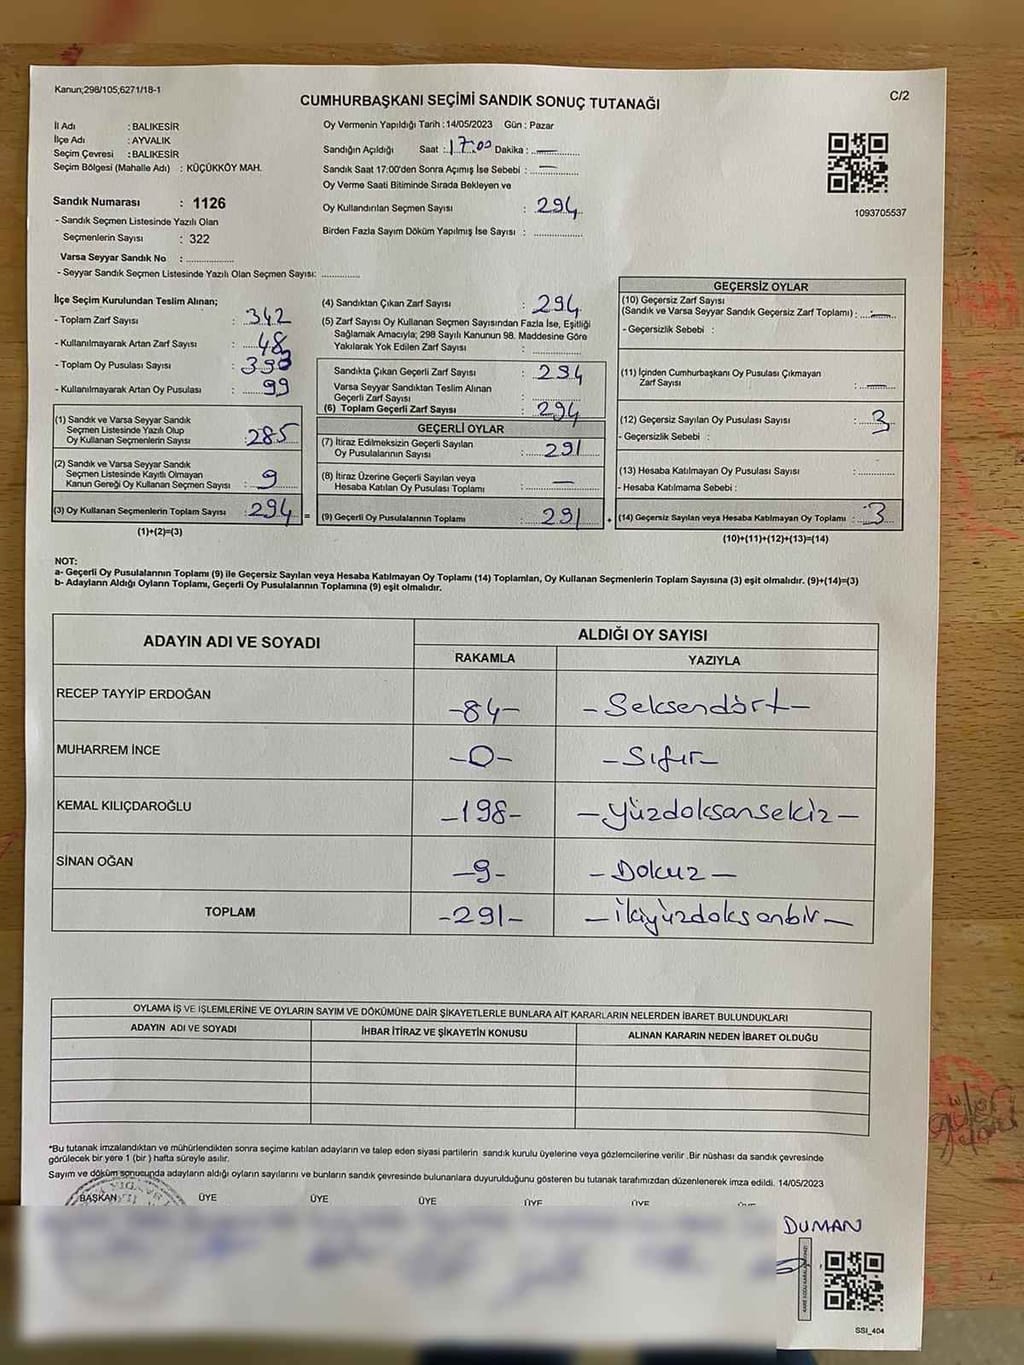 Kanun;298/105;6271/18-1
C/2
CUMHURBAŞKANI SEÇİMİ SANDIK SONUÇ TUTANAĞI
İl Adı : BALIKESİR
İlçe Adı : AYVALIK
Seçim Çevresi : BALIKESİR
Seçim Bölgesi (Mahalle Adı) : KÜÇÜKKÖY MAH.
Sandık Numarası : 1126
- Sandık Seçmen Listesinde Yazılı Olan
Seçmenlerin Sayısı : 322
Varsa Seyyar Sandık No : ................
- Seyyar Sandık Seçmen Listesinde Yazılı Olan Seçmen Sayısı: .............
Oy Vermenin Yapıldığı Tarih :14/05/2023 Gün : Pazar
Sandığın Açıldığı Saat : 17:00 Dakika : —
Sandık Saat 17:00'den Sonra Açımış İse Sebebi : —
Oy Verme Saati Bitiminde Sırada Bekleyen ve
Oy Kullandırılan Seçmen Sayısı : 294
Birden Fazla Sayım Döküm Yapılmış İse Sayısı : .............
1093705537
İlçe Seçim Kurulundan Teslim Alınan;
- Toplam Zarf Sayısı : 342
- Kullanılmayarak Artan Zarf Sayısı : 48
- Toplam Oy Pusulası Sayısı : 393
- Kullanılmayarak Artan Oy Pusulası : 99
(1) Sandık ve Varsa Seyyar Sandık
Seçmen Listesinde Yazılı Olup
Oy Kullanan Seçmenlerin Sayısı : 285
(2) Sandık ve Varsa Seyyar Sandık
Seçmen Listesinde Kayıtlı Olmayan
Kanun Gereği Oy Kullanan Seçmen Sayısı : 9
(3) Oy Kullanan Seçmenlerin Toplam Sayısı : 294
(1)+(2)=(3)
=
(4) Sandıktan Çıkan Zarf Sayısı : 294
(5) Zarf Sayısı Oy Kullanan Seçmen Sayısından Fazla İse, Eşitliği
Sağlamak Amacıyla; 298 Sayılı Kanunun 98. Maddesine Göre
Yakılarak Yok Edilen Zarf Sayısı : .............
Sandıkta Çıkan Geçerli Zarf Sayısı : 294
Varsa Seyyar Sandıktan Teslim Alınan
Geçerli Zarf Sayısı : .............
(6) Toplam Geçerli Zarf Sayısı : 294
GEÇERLİ OYLAR
(7) İtiraz Edilmeksizin Geçerli Sayılan
Oy Pusulalarının Sayısı : 291
(8) İtiraz Üzerine Geçerli Sayılan veya
Hesaba Katılan Oy Pusulası Toplamı : —
(9) Geçerli Oy Pusulalarının Toplamı : 291
+
GEÇERSİZ OYLAR
(10) Geçersiz Zarf Sayısı
(Sandık ve Varsa Seyyar Sandık Geçersiz Zarf Toplamı) : —
- Geçersizlik Sebebi :
(11) İçinden Cumhurbaşkanı Oy Pusulası Çıkmayan
Zarf Sayısı : —
(12) Geçersiz Sayılan Oy Pusulası Sayısı : 3
- Geçersizlik Sebebi :
(13) Hesaba Katılmayan Oy Pusulası Sayısı : .............
- Hesaba Katılmama Sebebi :
(14) Geçersiz Sayılan veya Hesaba Katılmayan Oy Toplamı : 3
(10)+(11)+(12)+(13)=(14)
NOT:
a- Geçerli Oy Pusulalarının Toplamı (9) ile Geçersiz Sayılan veya Hesaba Katılmayan Oy Toplamı (14) Toplamları, Oy Kullanan Seçmenlerin Toplam Sayısına (3) eşit olmalıdır. (9)+(14)=(3)
b- Adayların Aldığı Oyların Toplamı, Geçerli Oy Pusulalarının Toplamına (9) eşit olmalıdır.
ADAYIN ADI VE SOYADI
ALDIĞI OY SAYISI
RAKAMLA YAZIYLA
RECEP TAYYİP ERDOĞAN -84- -Seksendört-
MUHARREM İNCE -0- -Sıfır-
KEMAL KILIÇDAROĞLU -198- -Yüzdoksansekiz-
SİNAN OĞAN -9- -Dokuz-
TOPLAM -291- -ikiyüzdoksanbir-
OYLAMA İŞ VE İŞLEMLERİNE VE OYLARIN SAYIM VE DÖKÜMÜNE DAİR ŞİKAYETLERLE BUNLARA AİT KARARLARIN NELERDEN İBARET BULUNDUKLARI
ADAYIN ADI VE SOYADI İHBAR İTİRAZ VE ŞİKAYETİN KONUSU ALINAN KARARIN NEDEN İBARET OLDUĞU
*Bu tutanak imzalandıktan ve mühürlendikten sonra seçime katılan adayların ve talep eden siyasi partilerin sandık kurulu üyelerine veya gözlemcilerine verilir .Bir nüshası da sandık çevresinde
görülecek bir yere 1 (bir ) hafta süreyle asılır.
Sayım ve döküm sonucunda adayların aldığı oyların sayılarını ve bunların sandık çevresinde bulunanlara duyurulduğunu gösteren bu tutanak tarafımızdan düzenlenerek imza edildi. 14/05/2023
BAŞKAN ÜYE ÜYE ÜYE ÜYE ÜYE ÜYE
DUMAN
SSI_404